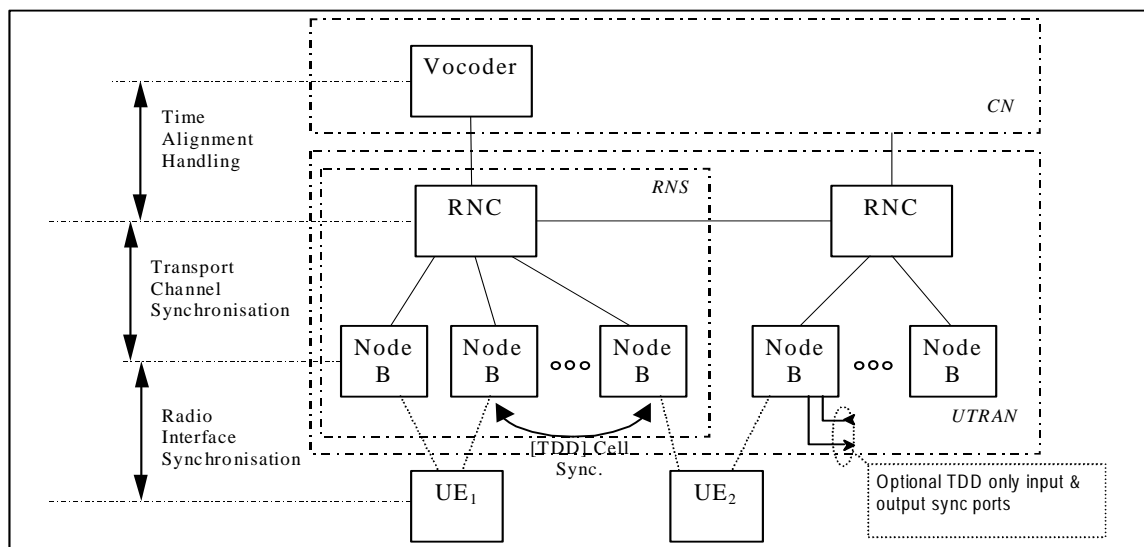 Vocoder
CN
Time
Alignment
Handling
RNS
RNC
RNC
Transport
Channel
Synchronisation
Node
B
Node
B
Node
B
Node
B
Node
B
Radio
Interface
Synchronisation
UTRAN
[TDD] Cell
Sync.
UE1
UE2
Optional TDD only input &
output sync ports